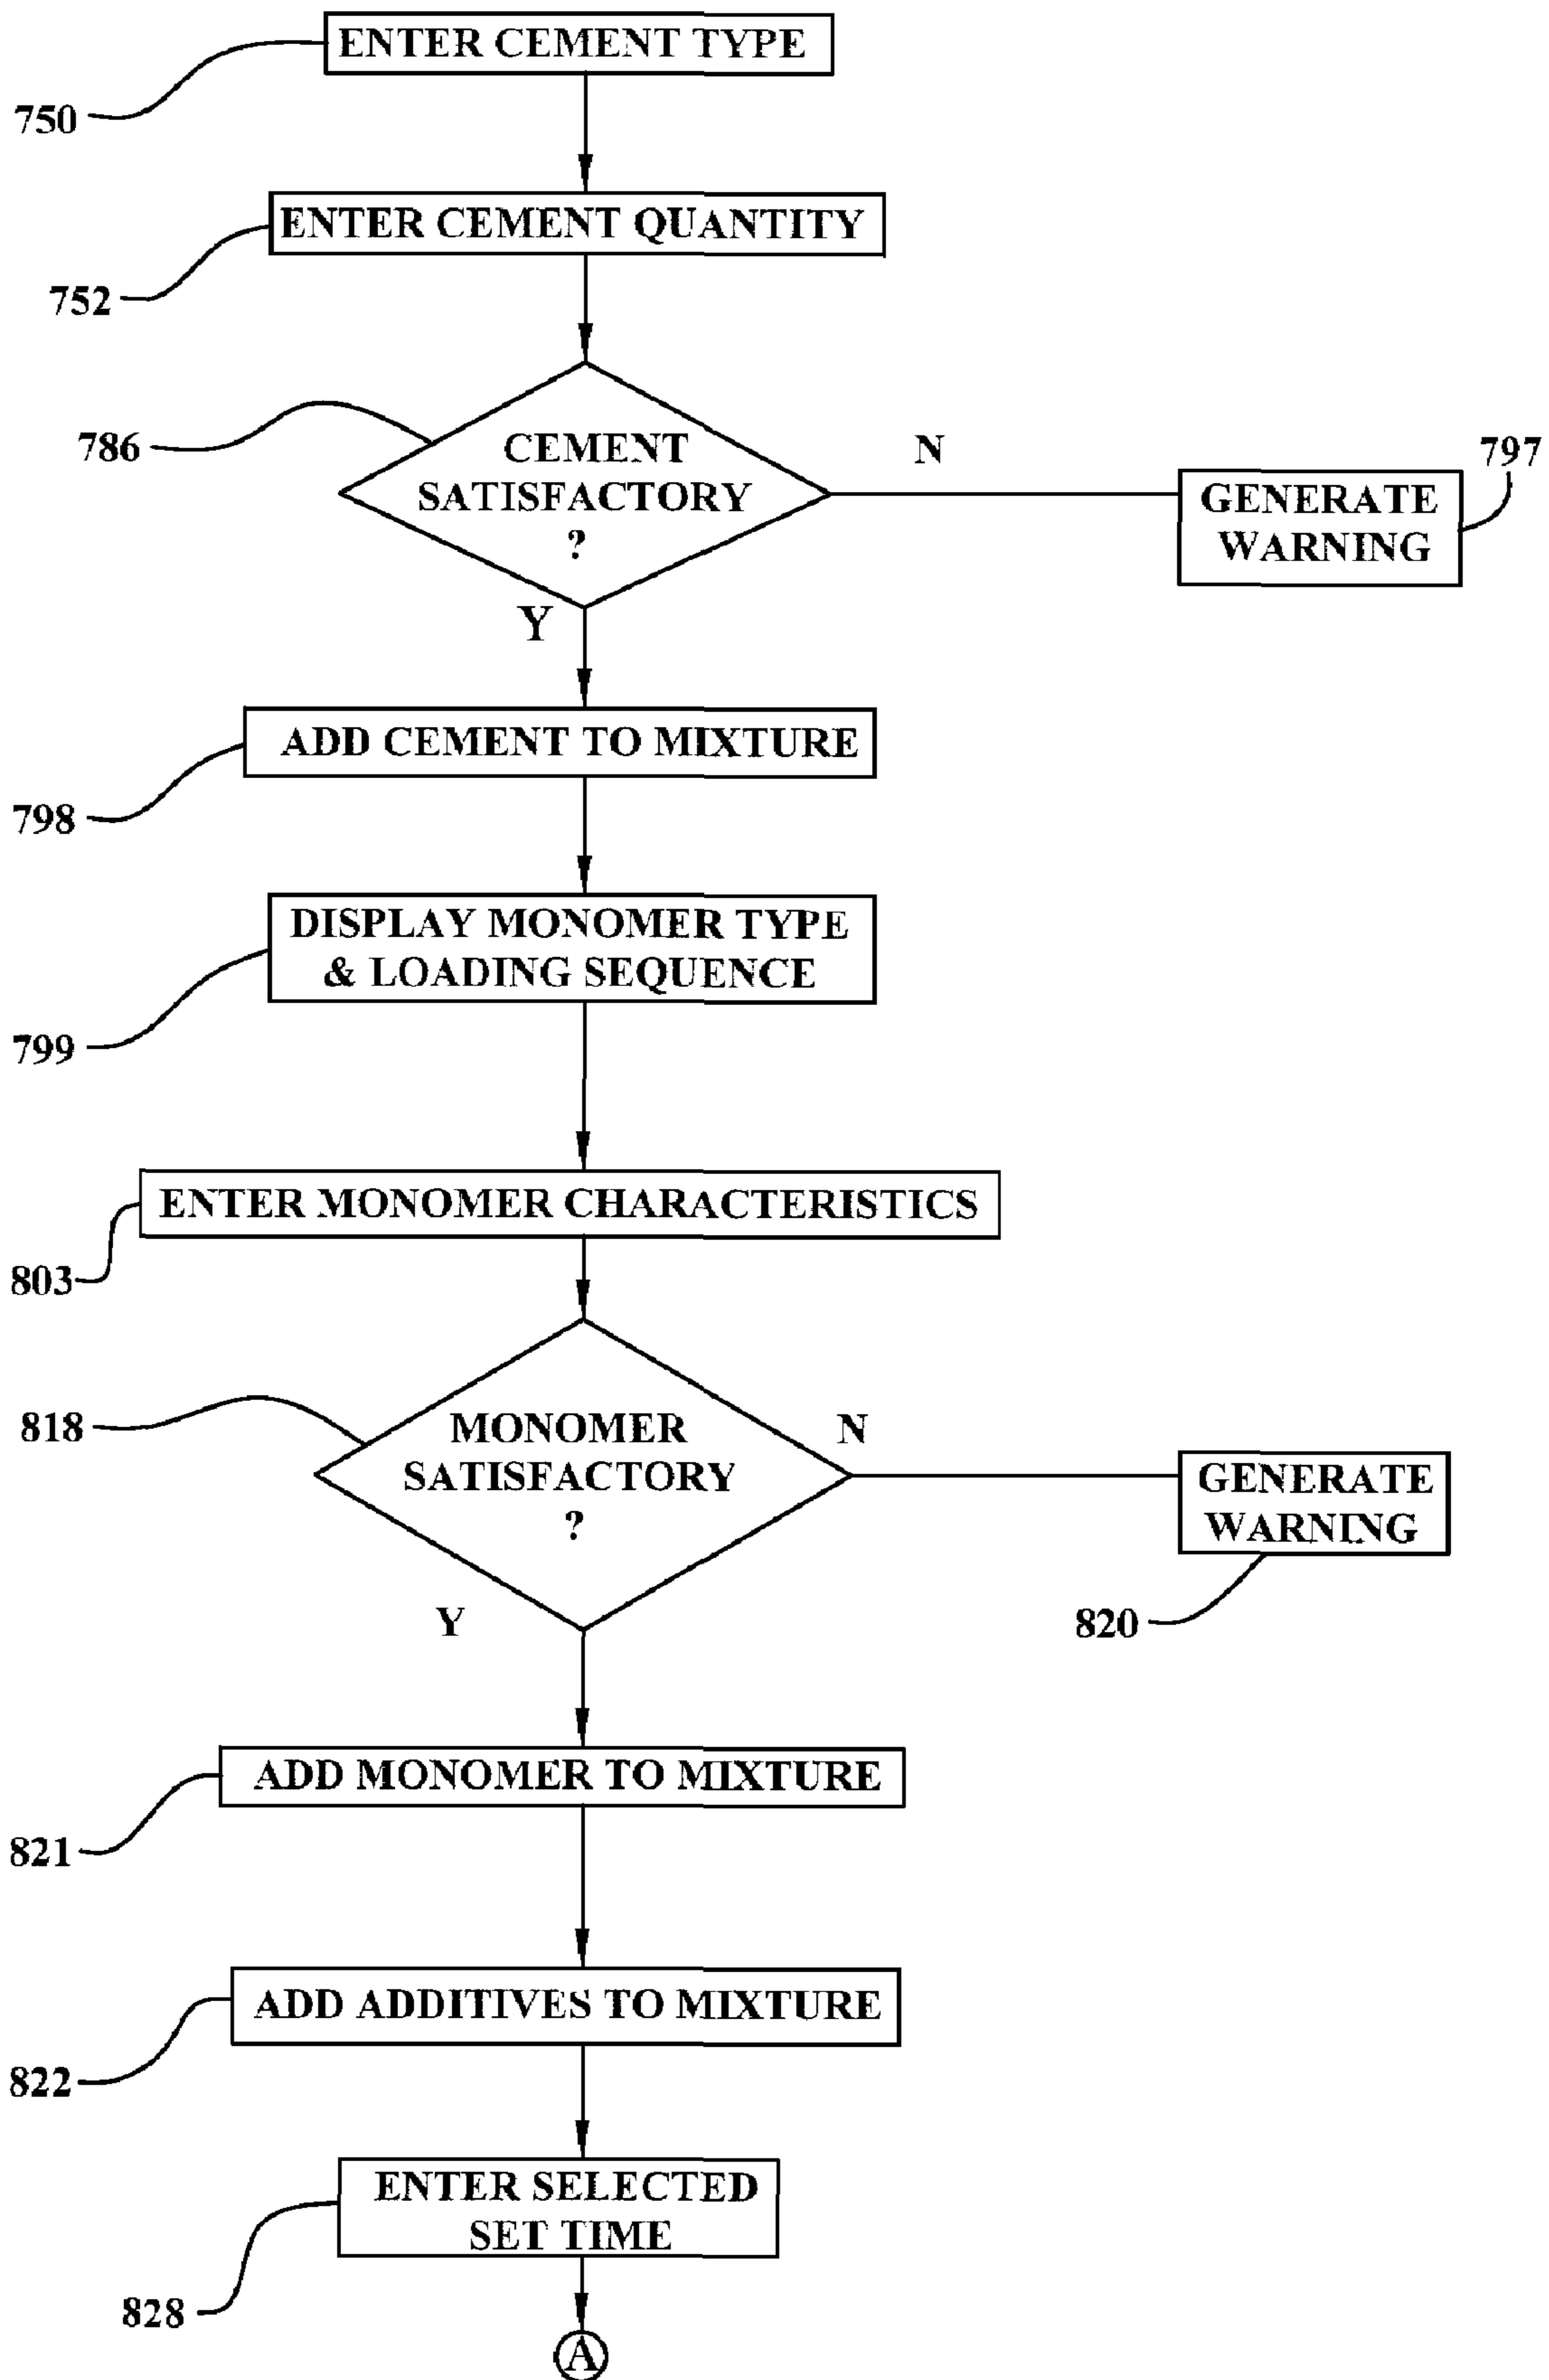 ENTER CEMENT TYPE
750
ENTER CEMENT QUANTITY
752
786
CEMENT
SATISFACTORY
?
N
797
GENERATE
WARNING
Y
ADD CEMENT TO MIXTURE
798
DISPLAY MONOMER TYPE
& LOADING SEQUENCE
799
ENTER MONOMER CHARACTERISTICS
803
818
MONOMER
SATISFACTORY
?
N
GENERATE
WARNING
820
Y
ADD MONOMER TO MIXTURE
821
ADD ADDITIVES TO MIXTURE
822
ENTER SELECTED
SET TIME
828
A